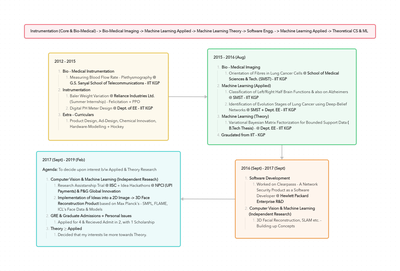 Instrumentation (Core & Bio-Medical) -> Bio-Medical Imaging -> Machine Learning Applied -> Machine Learning Theory -> Software Engg. -> Machine Learning Applied -> Theoretical CS & ML
2012 - 2015
Bio - Medical Instrumentation
Measuring Blood Flow Rate - Plethysmography @
G.S. Sanyal School of Telecommunications - IIT KGP
Instrumentation
Baler Weight Variation @ Reliance Industries Ltd.
(Summer Internship) - Felicitation + PPO
Digital PH-Meter Design @ Dept. of EE - IIT KGP
Extra - Curriculars
Product Design, Ad-Design, Chemical Innovation,
Hardware-Modelling + Hockey
2015 - 2016 (Aug)
Bio - Medical Imaging
Orientation of Fibres in Lung Cancer Cells @ School of Medical
Sciences & Tech. (SMST) - IIT KGP
Machine Learning (Applied)
Classification of Left/Right Half Brain Functions & also on Alzheimers
@ SMST - IIT KGP
Identification of Evolution Stages of Lung Cancer using Deep Belief
Networks @ SMST + Dept. EE - IIT KGP
Machine Learning (Theory)
Variational Bayesian Matrix Factorization for Bounded Support Data (
B.Tech Thesis) @ Dept. EE - IIT KGP
Graudated from IIT - KGP
2017 (Sept) - 2019 (Feb)
Agenda: To decide upon interest b/w Applied & Theory Research
Computer Vision & Machine Learning (Independent Research)
Research Assistantship Trial @ IISC + Idea Hackathons @ NPCI (UPI
Payments) & P&G Global Innovation
Implementation of Ideas into a 2D Image -> 3D-Face
Reconstruction Product based on Max Planck's - SMPL, FLAME,
ICL's Face Data & Models
GRE & Graduate Admissions + Personal Issues
Applied for 4 & Received Admit in 2, with 1 Scholarship
Theory > Applied
Decided that my interests lie more towards Theory.
2016 (Sept) - 2017 (Sept)
Software Development
Worked on Clearpass - A Network
Security Product as a Software
Developer @ Hewlett Packard
Enterprise R&D
Computer Vision & Machine Learning
(Independent Research)
3D Facial Reconstruction, SLAM etc. -
Building up Concepts